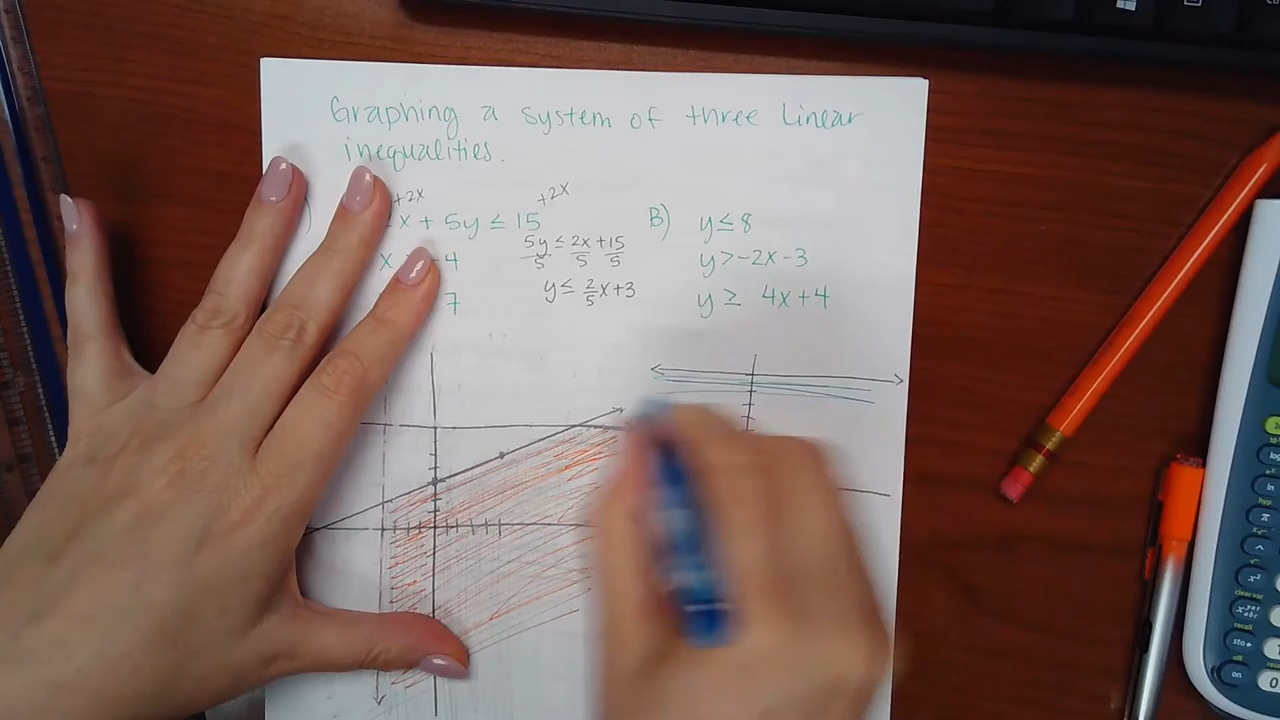 Graphing a system of three linear
inequalities.
+2x +2x
x + 5y ≤ 15
5y ≤ 2x + 15
5 5 5
x -4
y ≤ 2/5 x + 3
7
B) y ≤ 8
y > -2x - 3
y ≥ 4x + 4